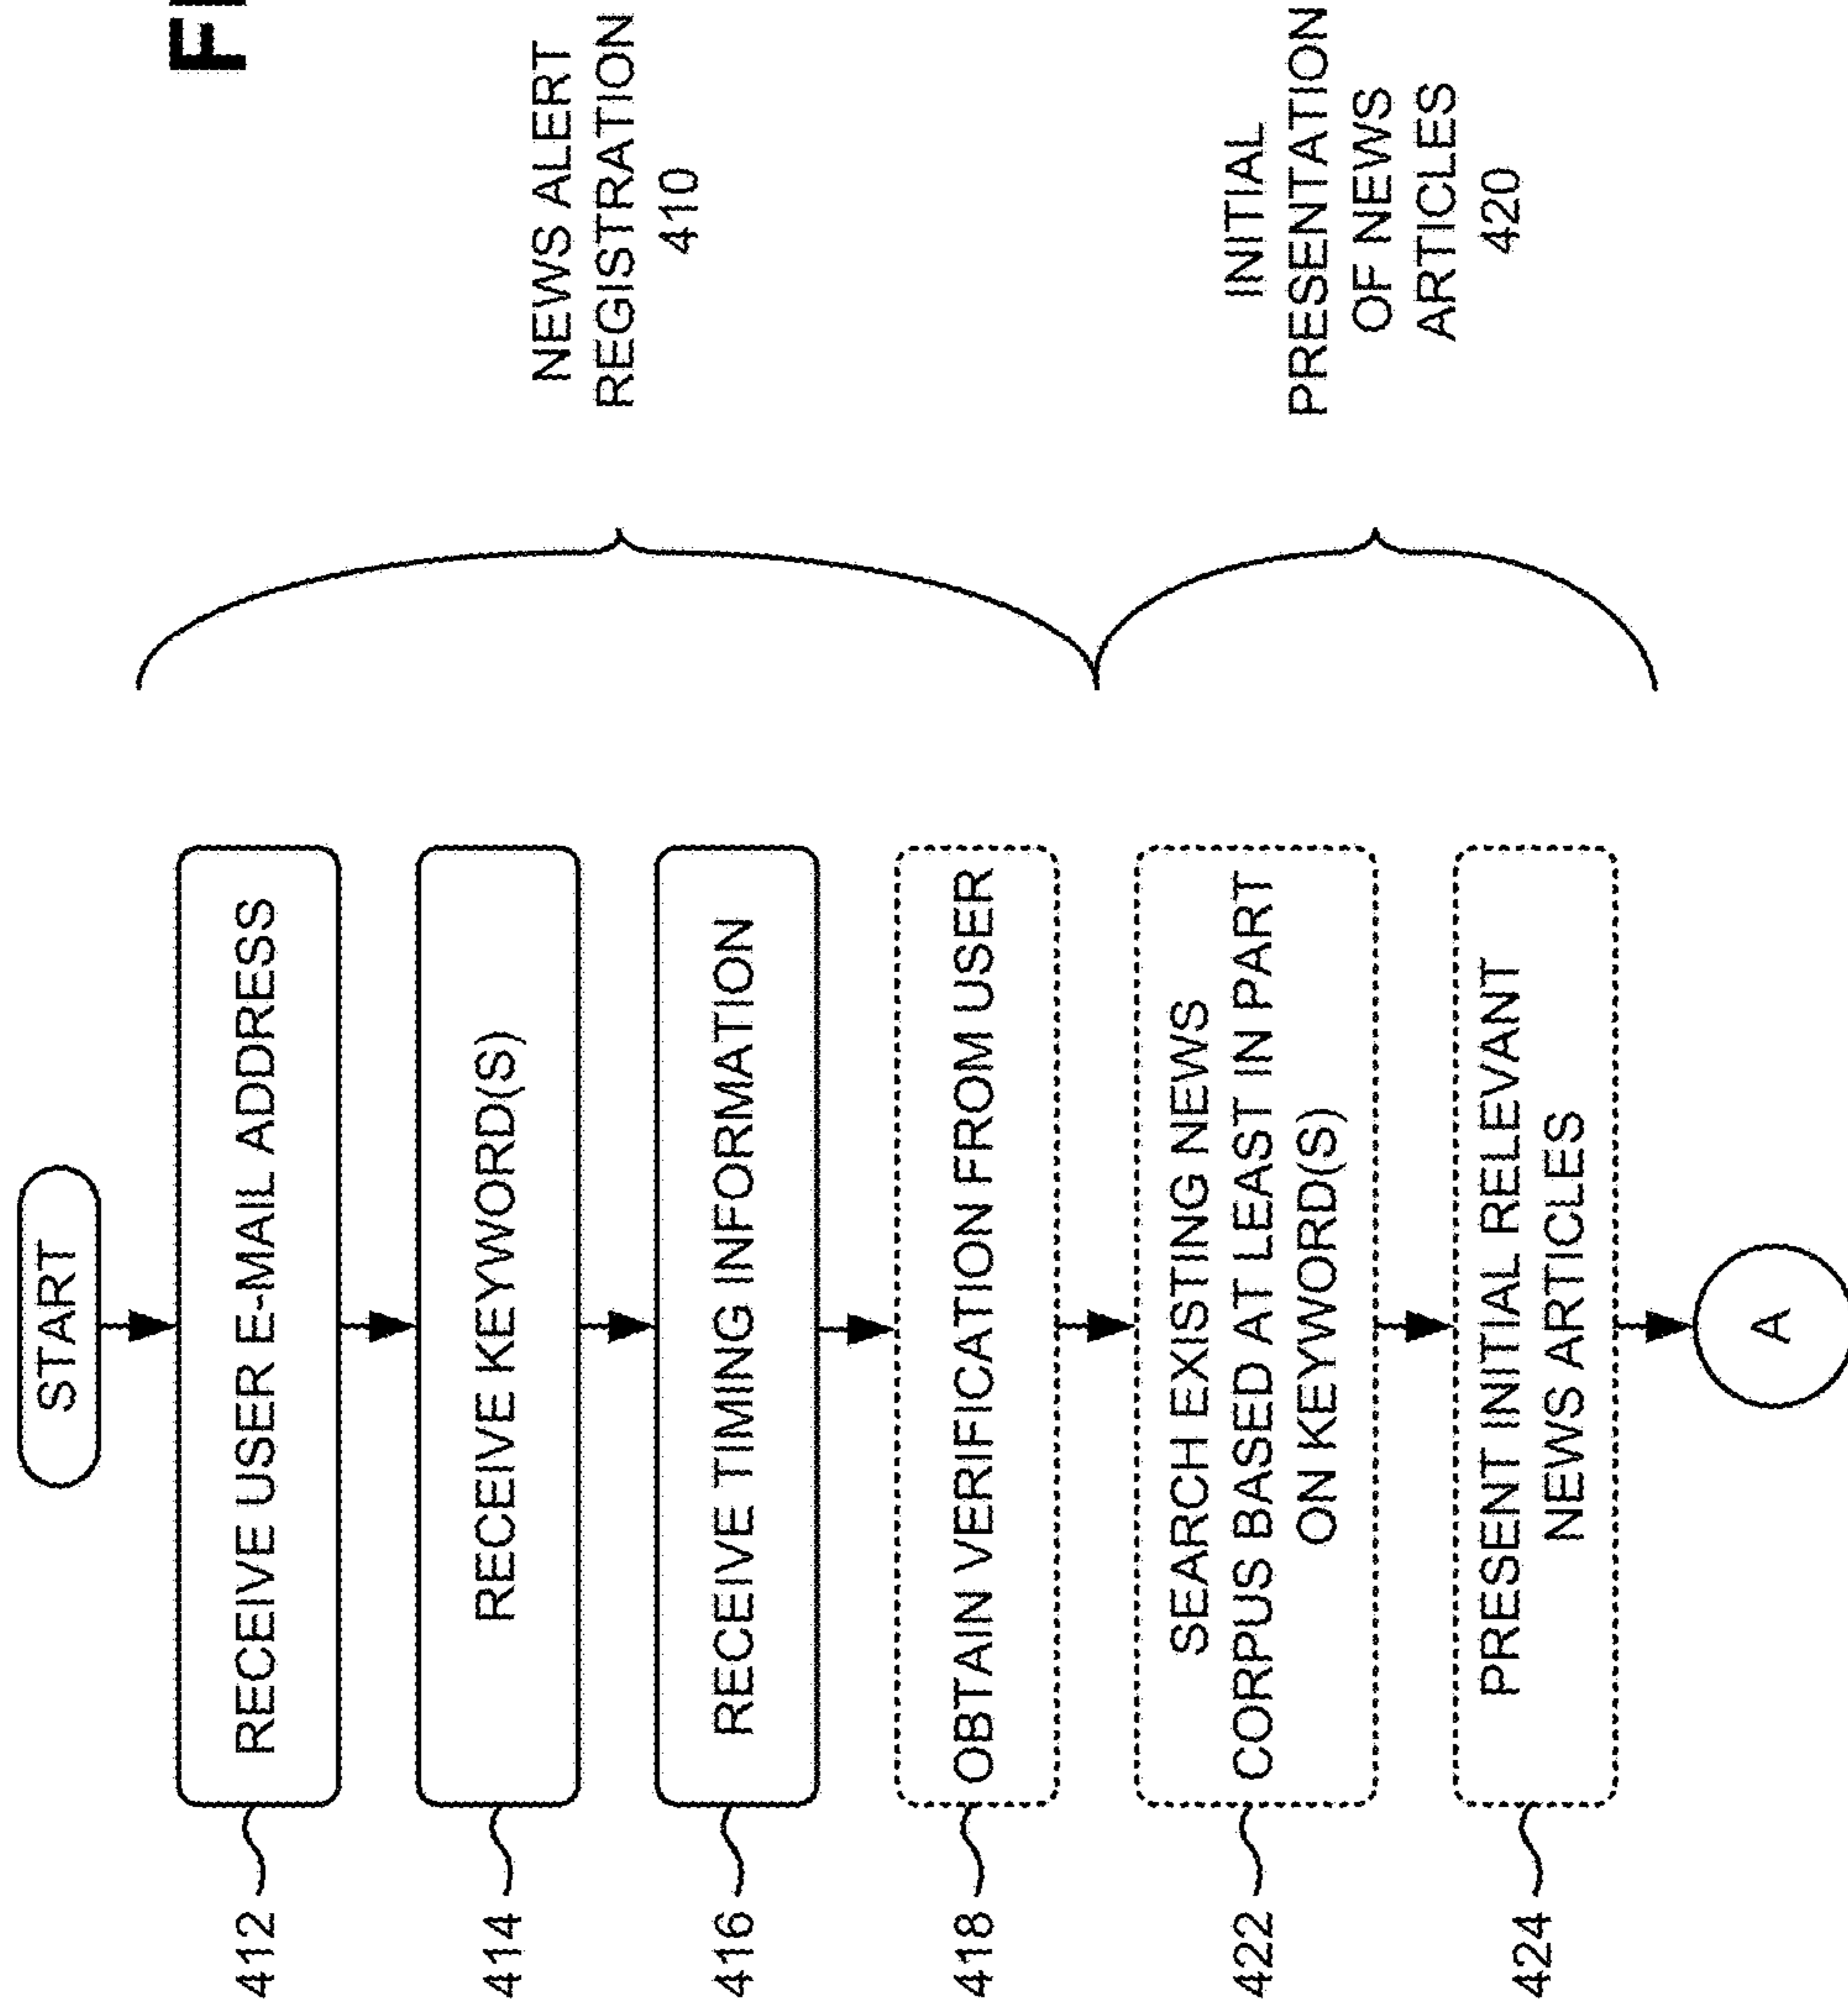 START
412
RECEIVE USER E-MAIL ADDRESS
414
RECEIVE KEYWORD(S)
416
RECEIVE TIMING INFORMATION
418
OBTAIN VERIFICATION FROM USER
NEWS ALERT
REGISTRATION
410
422
SEARCH EXISTING NEWS
CORPUS BASED AT LEAST IN PART
ON KEYWORD(S)
424
PRESENT INITIAL RELEVANT
NEWS ARTICLES
INITIAL
PRESENTATION
OF NEWS
ARTICLES
420
A